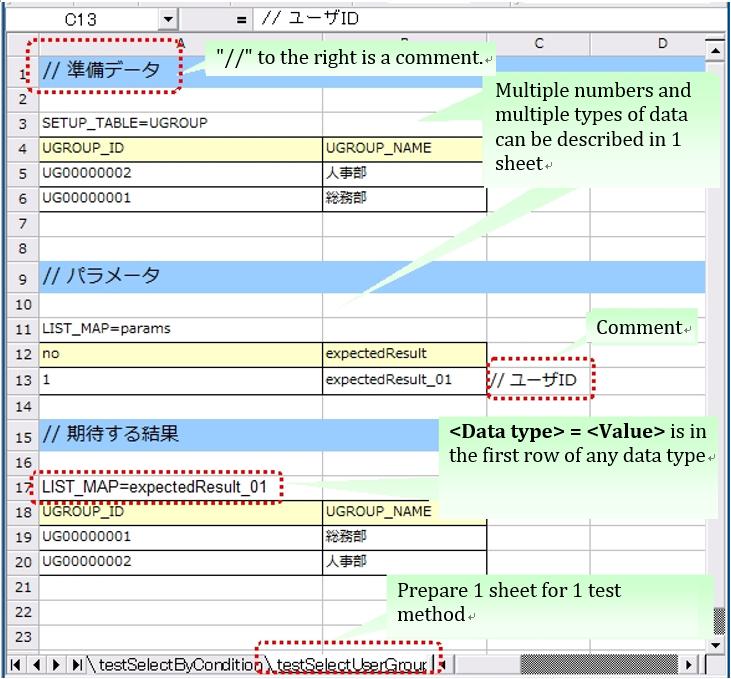 C13 = // ユーザID
A B C D
1 // 準備データ
"//" to the right is a comment.
2
Multiple numbers and
multiple types of data
can be described in 1
sheet
3 SETUP_TABLE=UGROUP
4 UGROUP_ID UGROUP_NAME
5 UG00000002 人事部
6 UG00000001 総務部
7
8
9 // パラメータ
10
11 LIST_MAP=params
Comment
12 no expectedResult
13 1 expectedResult_01 // ユーザID
14
15 // 期待する結果
<Data type> = <Value> is in
the first row of any data type
16
17 LIST_MAP=expectedResult_01
18 UGROUP_ID UGROUP_NAME
19 UG00000001 総務部
20 UG00000002 人事部
21
Prepare 1 sheet for 1 test
method
22
23
testSelectByCondition testSelectUserGroup